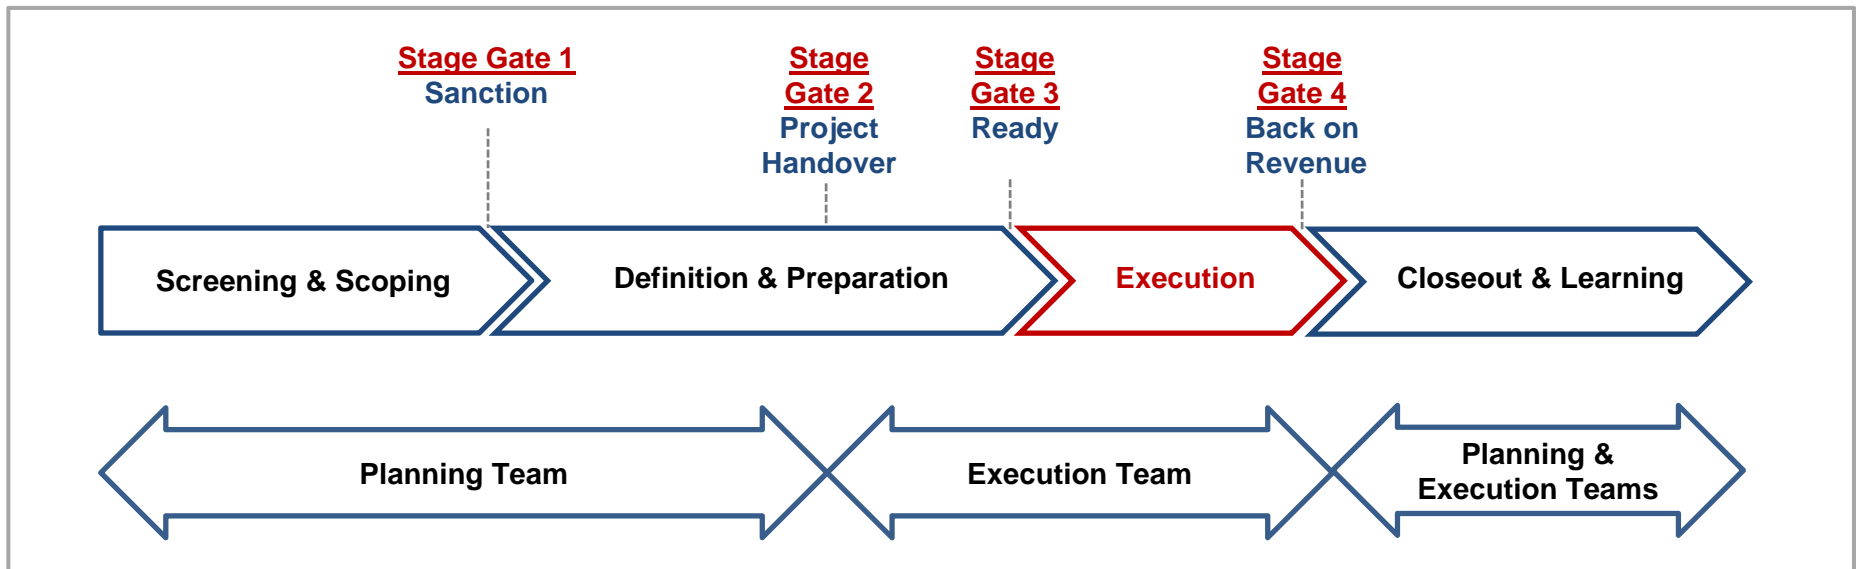 Stage Gate 1
Sanction
Stage
Gate 2
Project
Handover
Stage
Gate 3
Ready
Stage
Gate 4
Back on
Revenue
Screening & Scoping
Definition & Preparation
Execution
Closeout & Learning
Planning Team
Execution Team
Planning &
Execution Teams